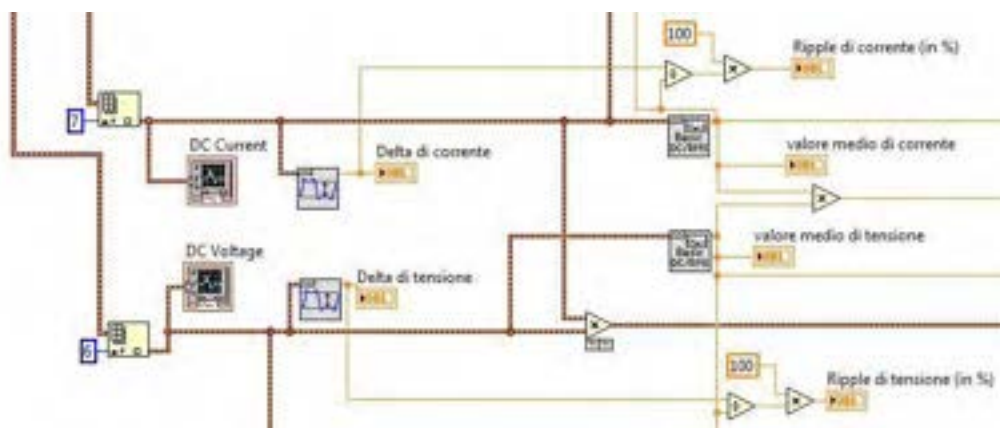 100
Ripple di corrente (in %)
7
DC Current
Delta di corrente
valore medio di corrente
DC Voltage
valore medio di tensione
Delta di tensione
6
100
Ripple di tensione (in %)